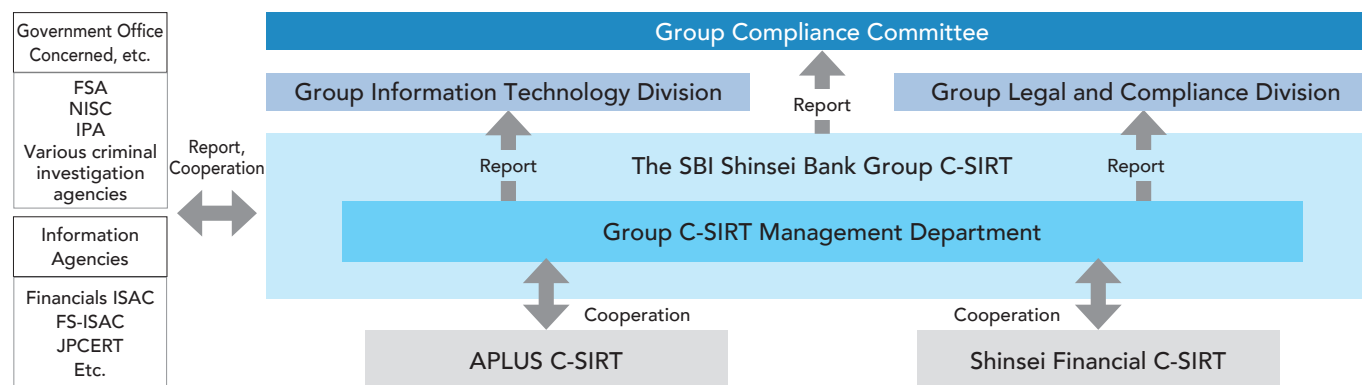 Government Office
Concerned, etc.
FSA
NISC
IPA
Various criminal
investigation
agencies
Information
Agencies
Financials ISAC
FS-ISAC
JPCERT
Etc.
Report,
Cooperation
Group Compliance Committee
Group Information Technology Division
Report
Group Legal and Compliance Division
Report
The SBI Shinsei Bank Group C-SIRT
Report
Group C-SIRT Management Department
Cooperation
Cooperation
APLUS C-SIRT
Shinsei Financial C-SIRT